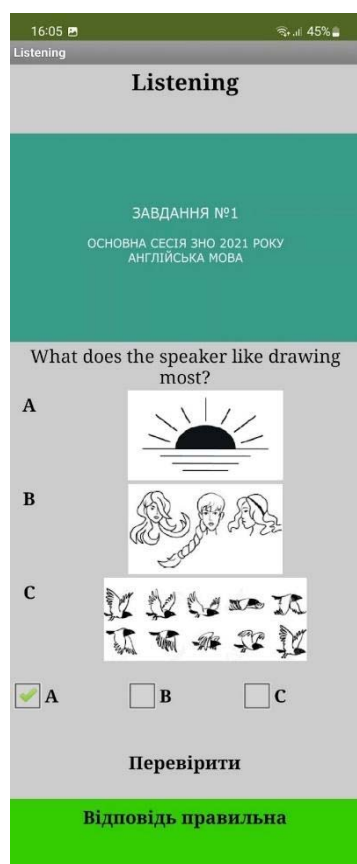 16:05 45%
Listening
Listening
ЗАВДАННЯ №1
ОСНОВНА СЕСІЯ ЗНО 2021 РОКУ
АНГЛІЙСЬКА МОВА
What does the speaker like drawing
most?
A
B
C
A B C
Перевірити
Відповідь правильна